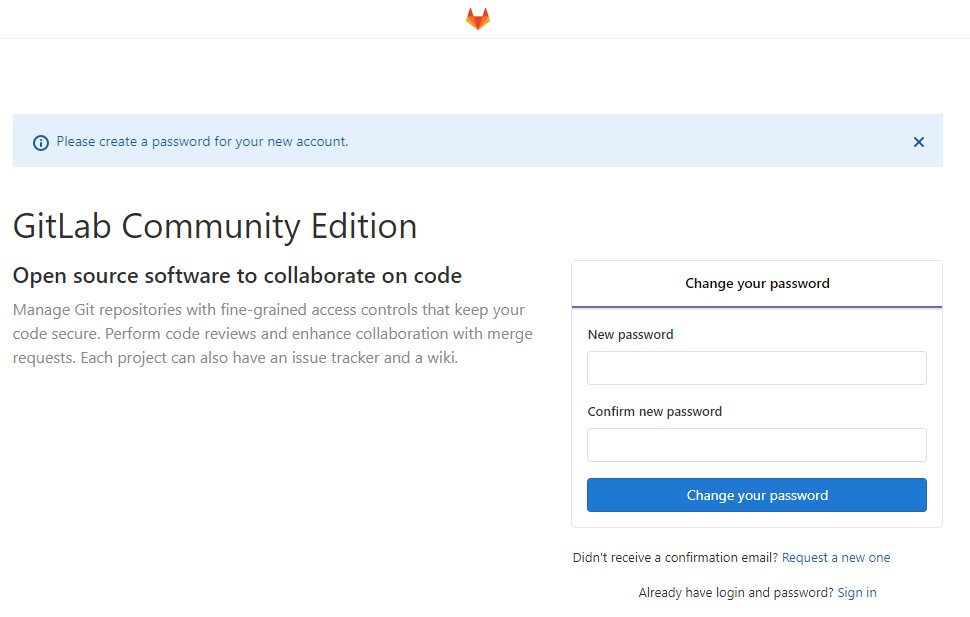 Please create a password for your new account.
GitLab Community Edition
Open source software to collaborate on code
Manage Git repositories with fine-grained access controls that keep your
code secure. Perform code reviews and enhance collaboration with merge
requests. Each project can also have an issue tracker and a wiki.
Change your password
New password
Confirm new password
Change your password
Didn't receive a confirmation email? Request a new one
Already have login and password? Sign in